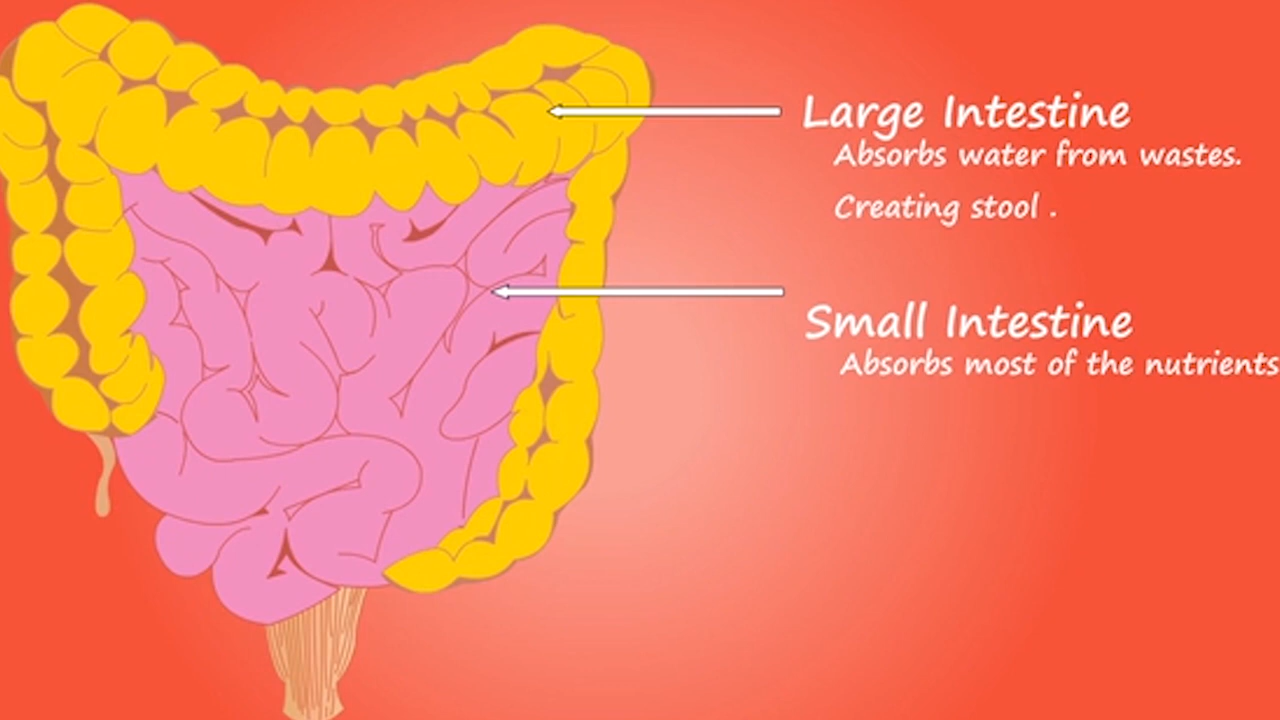 Large Intestine
Absorbs water from wastes.
Creating stool .
Small Intestine
Absorbs most of the nutrients